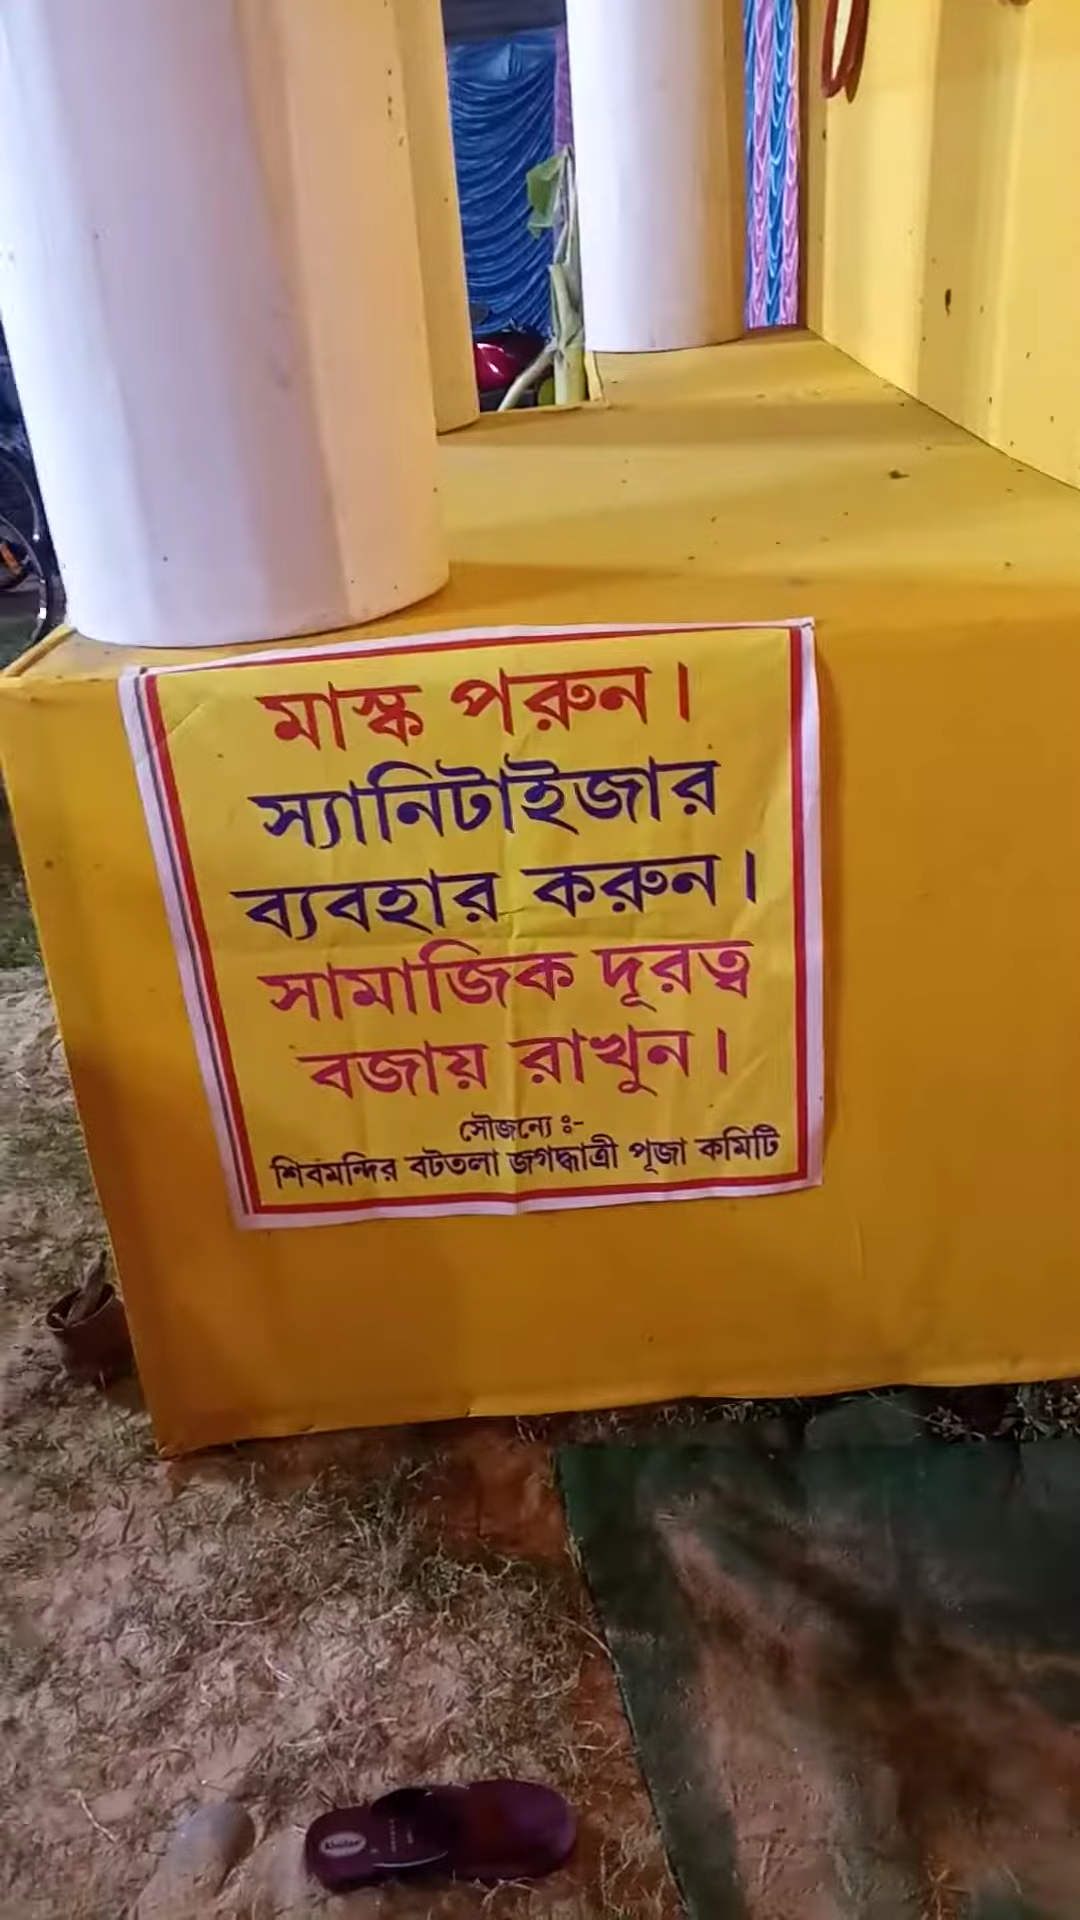 মাস্ক পরুন।
স্যানিটাইজার
ব্যবহার করুন।
সামাজিক দূরত্ব
বজায় রাখুন।
সৌজন্যে ঃ-
শিবমন্দির বটতলা জগদ্ধাত্রী পূজা কমিটি